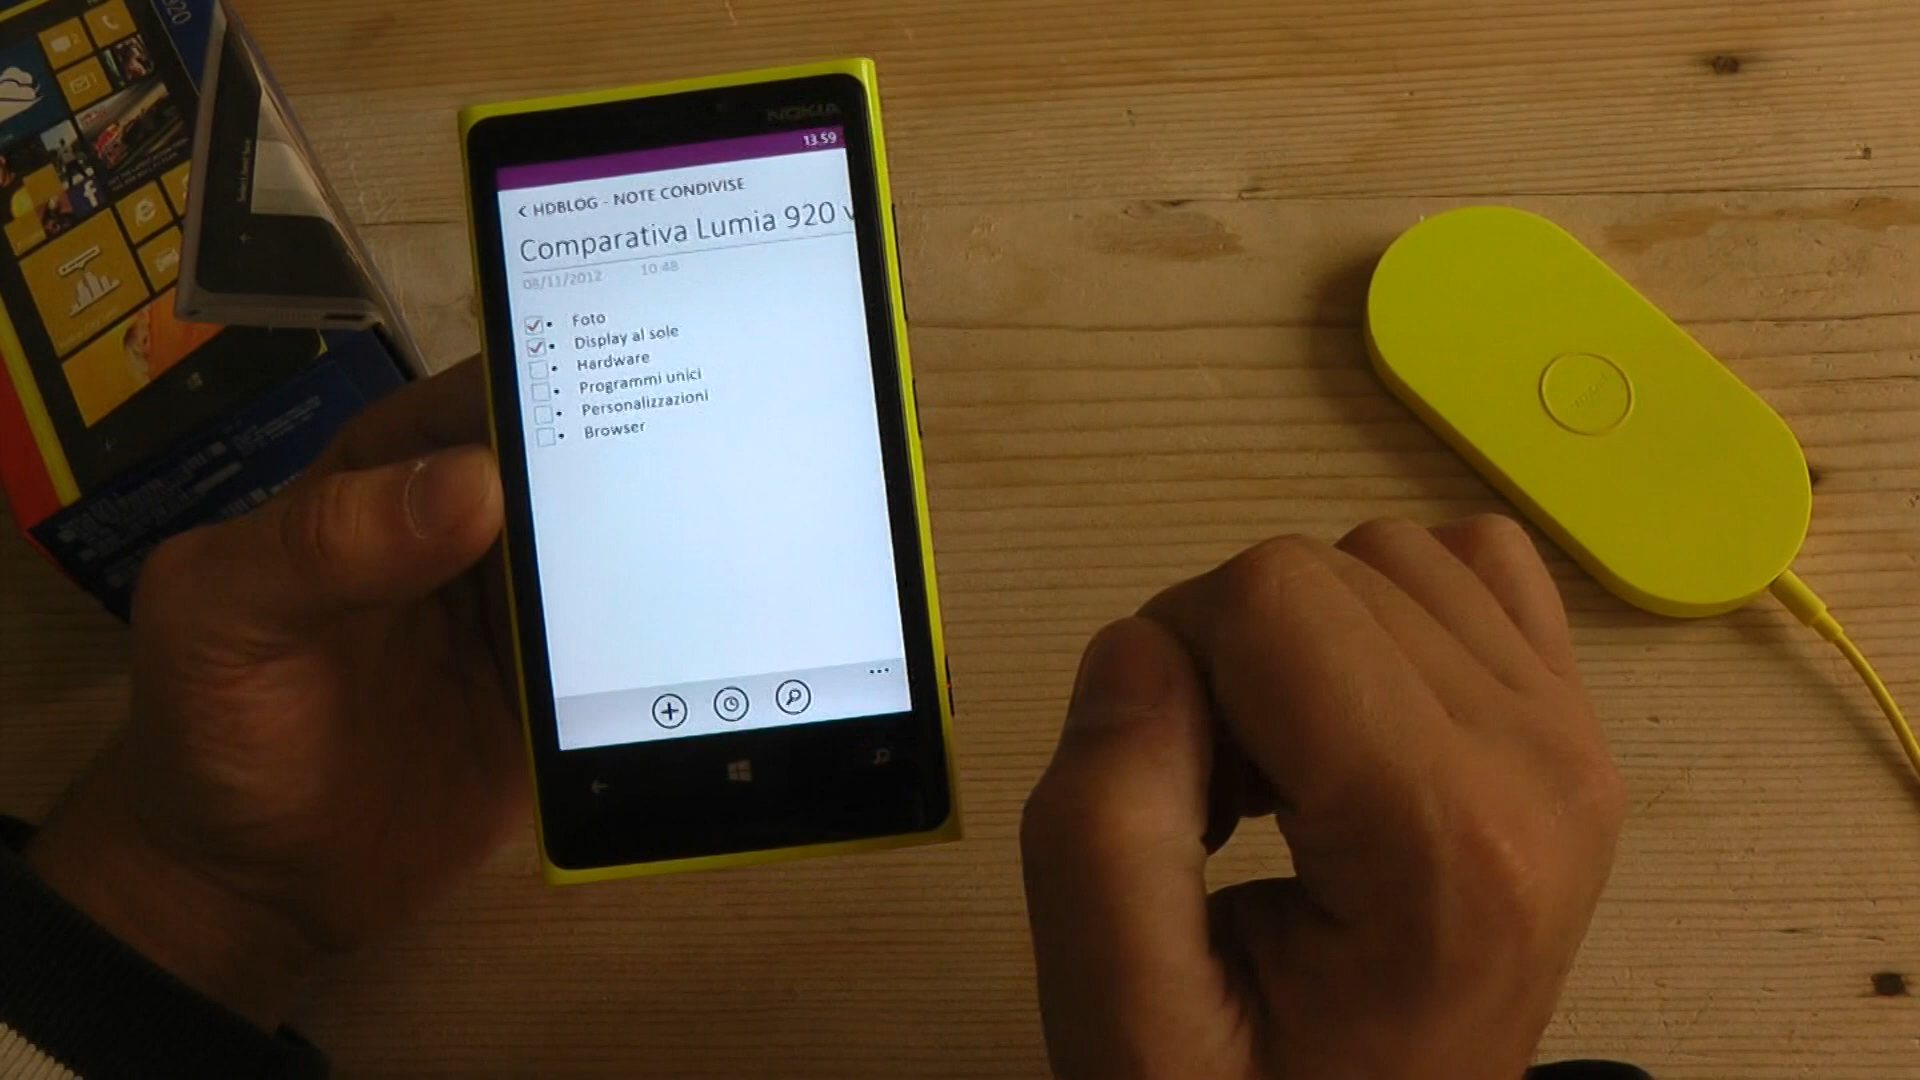 920
NOKIA
13.59
< HDBLOG - NOTE CONDIVISE
Comparativa Lumia 920 v
08/11/2012 10:48
• Foto
• Display al sole
• Hardware
• Programmi unici
• Personalizzazioni
• Browser
...